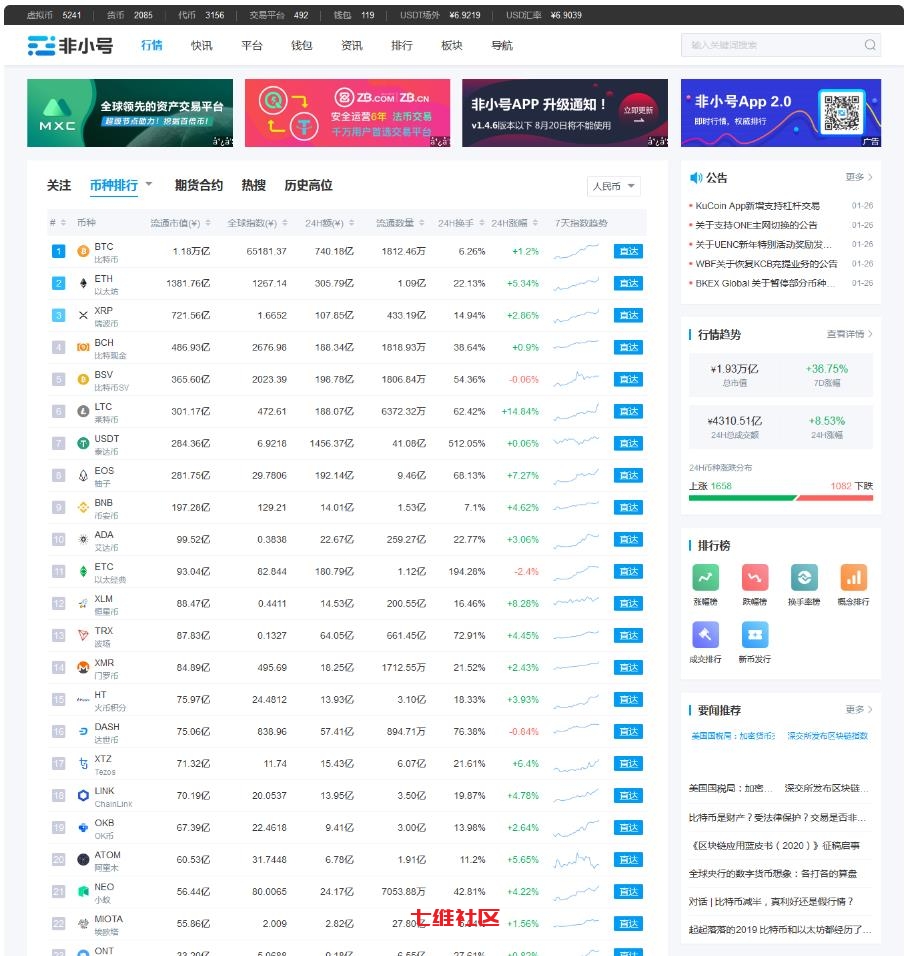 虚拟币 5241 货币 2085 代币 3156 交易平台 492 钱包 119 USDT场外 ¥6.9219 USD汇率 ¥6.9039
非小号 行情 快讯 平台 钱包 资讯 排行 板块 导航 输入关键词搜索
MXC 全球领先的资产交易平台
超级节点助力！挖掘百倍币！
ZB.COM | ZB.CN
安全运营6年 法币交易
千万用户首选交易平台
非小号APP 升级通知！
v1.4.6版本以下 8月20日将不能使用
立即更新
非小号App 2.0
即时行情，权威排行
广告
关注 币种排行 期货合约 热搜 历史高位 人民币
# 币种 流通市值(¥) 全球指数(¥) 24H额(¥) 流通数量 24H换手 24H涨幅 7天指数趋势
1 BTC 比特币 1.18万亿 65181.37 740.18亿 1812.46万 6.26% +1.2% 直达
2 ETH 以太坊 1381.76亿 1267.14 305.79亿 1.09亿 22.13% +5.34% 直达
3 XRP 瑞波币 721.56亿 1.6652 107.85亿 433.19亿 14.94% +2.86% 直达
4 BCH 比特现金 486.93亿 2676.98 188.34亿 1818.93万 38.64% +0.9% 直达
5 BSV 比特币SV 365.60亿 2023.39 198.78亿 1806.84万 54.36% -0.06% 直达
6 LTC 莱特币 301.17亿 472.61 188.07亿 6372.32万 62.42% +14.84% 直达
7 USDT 泰达币 284.36亿 6.9218 1456.37亿 41.08亿 512.05% +0.06% 直达
8 EOS 柚子 281.75亿 29.7806 192.14亿 9.46亿 68.13% +7.27% 直达
9 BNB 币安币 197.28亿 129.21 14.01亿 1.53亿 7.1% +4.62% 直达
10 ADA 艾达币 99.52亿 0.3838 22.67亿 259.27亿 22.77% +3.06% 直达
11 ETC 以太经典 93.04亿 82.844 180.79亿 1.12亿 194.28% -2.4% 直达
12 XLM 恒星币 88.47亿 0.4411 14.53亿 200.55亿 16.46% +8.28% 直达
13 TRX 波场 87.83亿 0.1327 64.05亿 661.45亿 72.91% +4.45% 直达
14 XMR 门罗币 84.89亿 495.69 18.25亿 1712.55万 21.52% +2.43% 直达
15 HT 火币积分 75.97亿 24.4812 13.93亿 3.10亿 18.33% +3.93% 直达
16 DASH 达世币 75.06亿 838.96 57.41亿 894.71万 76.38% -0.84% 直达
17 XTZ Tezos 71.32亿 11.74 15.43亿 6.07亿 21.61% +6.4% 直达
18 LINK ChainLink 70.19亿 20.0537 13.95亿 3.50亿 19.87% +4.78% 直达
19 OKB OK币 67.39亿 22.4618 9.41亿 3.00亿 13.98% +2.64% 直达
20 ATOM 阿童木 60.53亿 31.7448 6.78亿 1.91亿 11.2% +5.65% 直达
21 NEO 小蚁 56.44亿 80.0065 24.17亿 7053.88万 42.81% +4.22% 直达
22 MIOTA 埃欧塔 55.86亿 2.009 2.82亿 27.80亿 +1.56% 直达
七维社区
ONT
公告 更多
KuCoin App新增支持杠杆交易 01-26
关于支持ONE主网切换的公告 01-26
关于UENC新年特别活动奖励发... 01-26
WBF关于恢复KCB充提业务的公告 01-26
BKEX Global 关于暂停部分币种... 01-26
行情趋势 查看详情
¥1.93万亿 +36.75%
总市值 7D涨幅
¥4310.51亿 +8.53%
24H总成交额 24H涨幅
24H币种涨跌分布
上涨 1658 1082 下跌
排行榜
涨幅榜 跌幅榜 换手率榜 概念排行
成交排行 新币发行
要闻推荐 更多
美国国税局：加密货币 深交所发布区块链指数
美国国税局：加密... 深交所发布区块链...
比特币是财产？受法律保护？交易是否非...
《区块链应用蓝皮书（2020）》征稿启事
全球央行的数字货币想象：各打各的算盘
对话 | 比特币减半，真利好还是假行情？
起起落落的2019 比特币和以太坊都经历了...